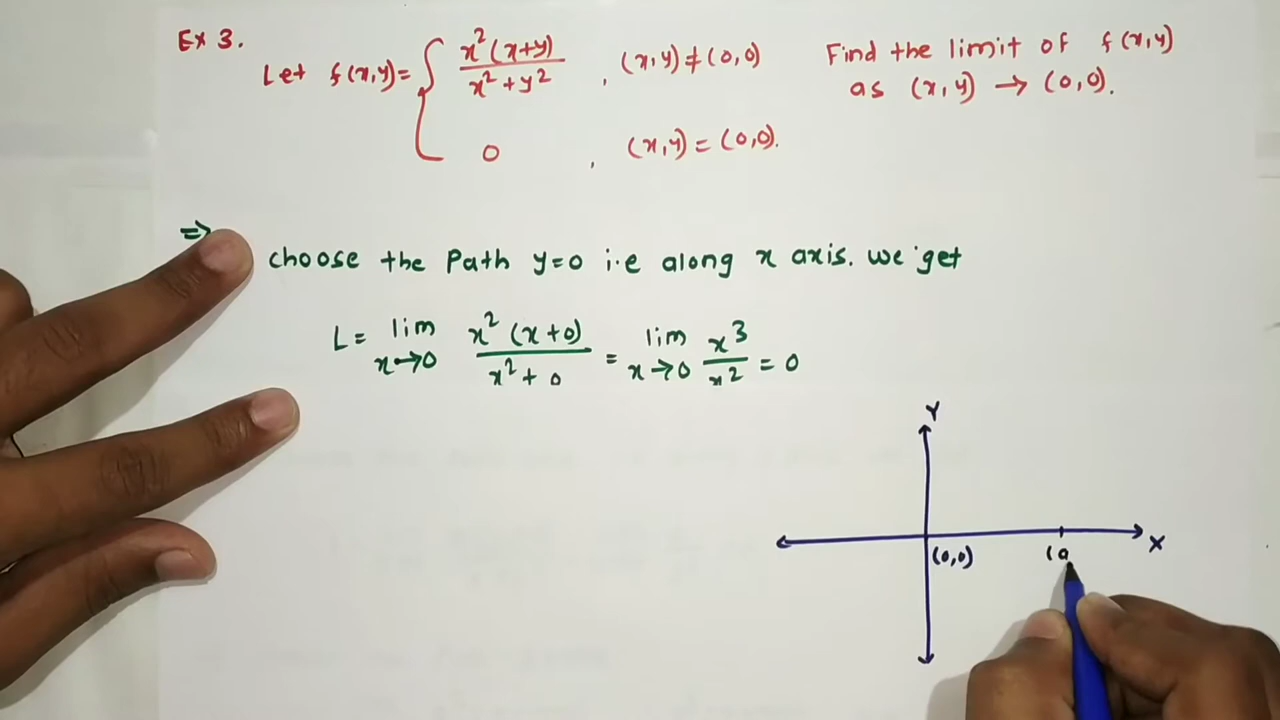 Ex 3.
Let f(x,y)= { x²(x+y) / x²+y² , (x,y)≠(0,0)
0 , (x,y)=(0,0).
Find the limit of f(x,y)
as (x,y) → (0,0).
⇒
choose the Path y=0 i.e along x axis. we get
L= lim x→0 x²(x+0) / x²+0 = lim x→0 x³ / x² = 0
Y
X
(0,0)
(a